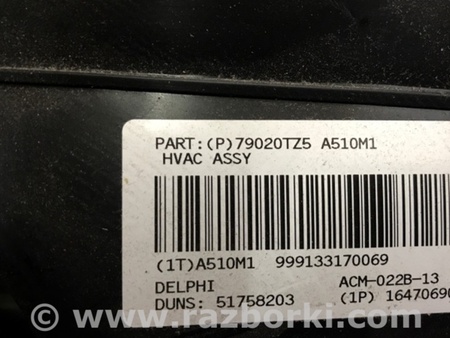 PART:(P)79020TZ5 A510M1
HVAC ASSY
(1T)A510M1 999133170069
DELPHI ACM-022B-13
DUNS: 51758203 (1P) 16470690
© www.razborki.com